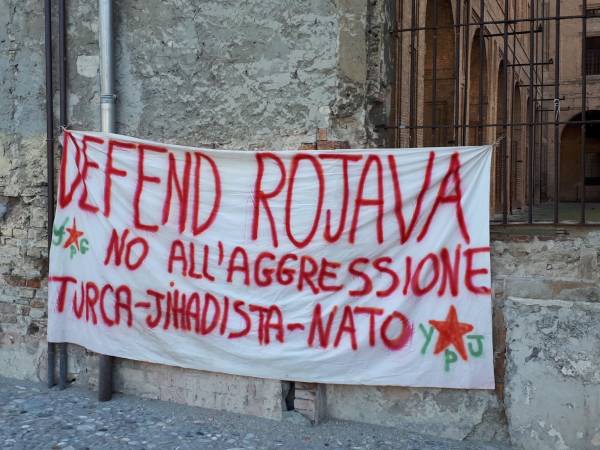 DEFEND ROJAVA
YPG
NO ALL'AGGRESSIONE
TURCA-JIHADISTA-NATO
YPJ